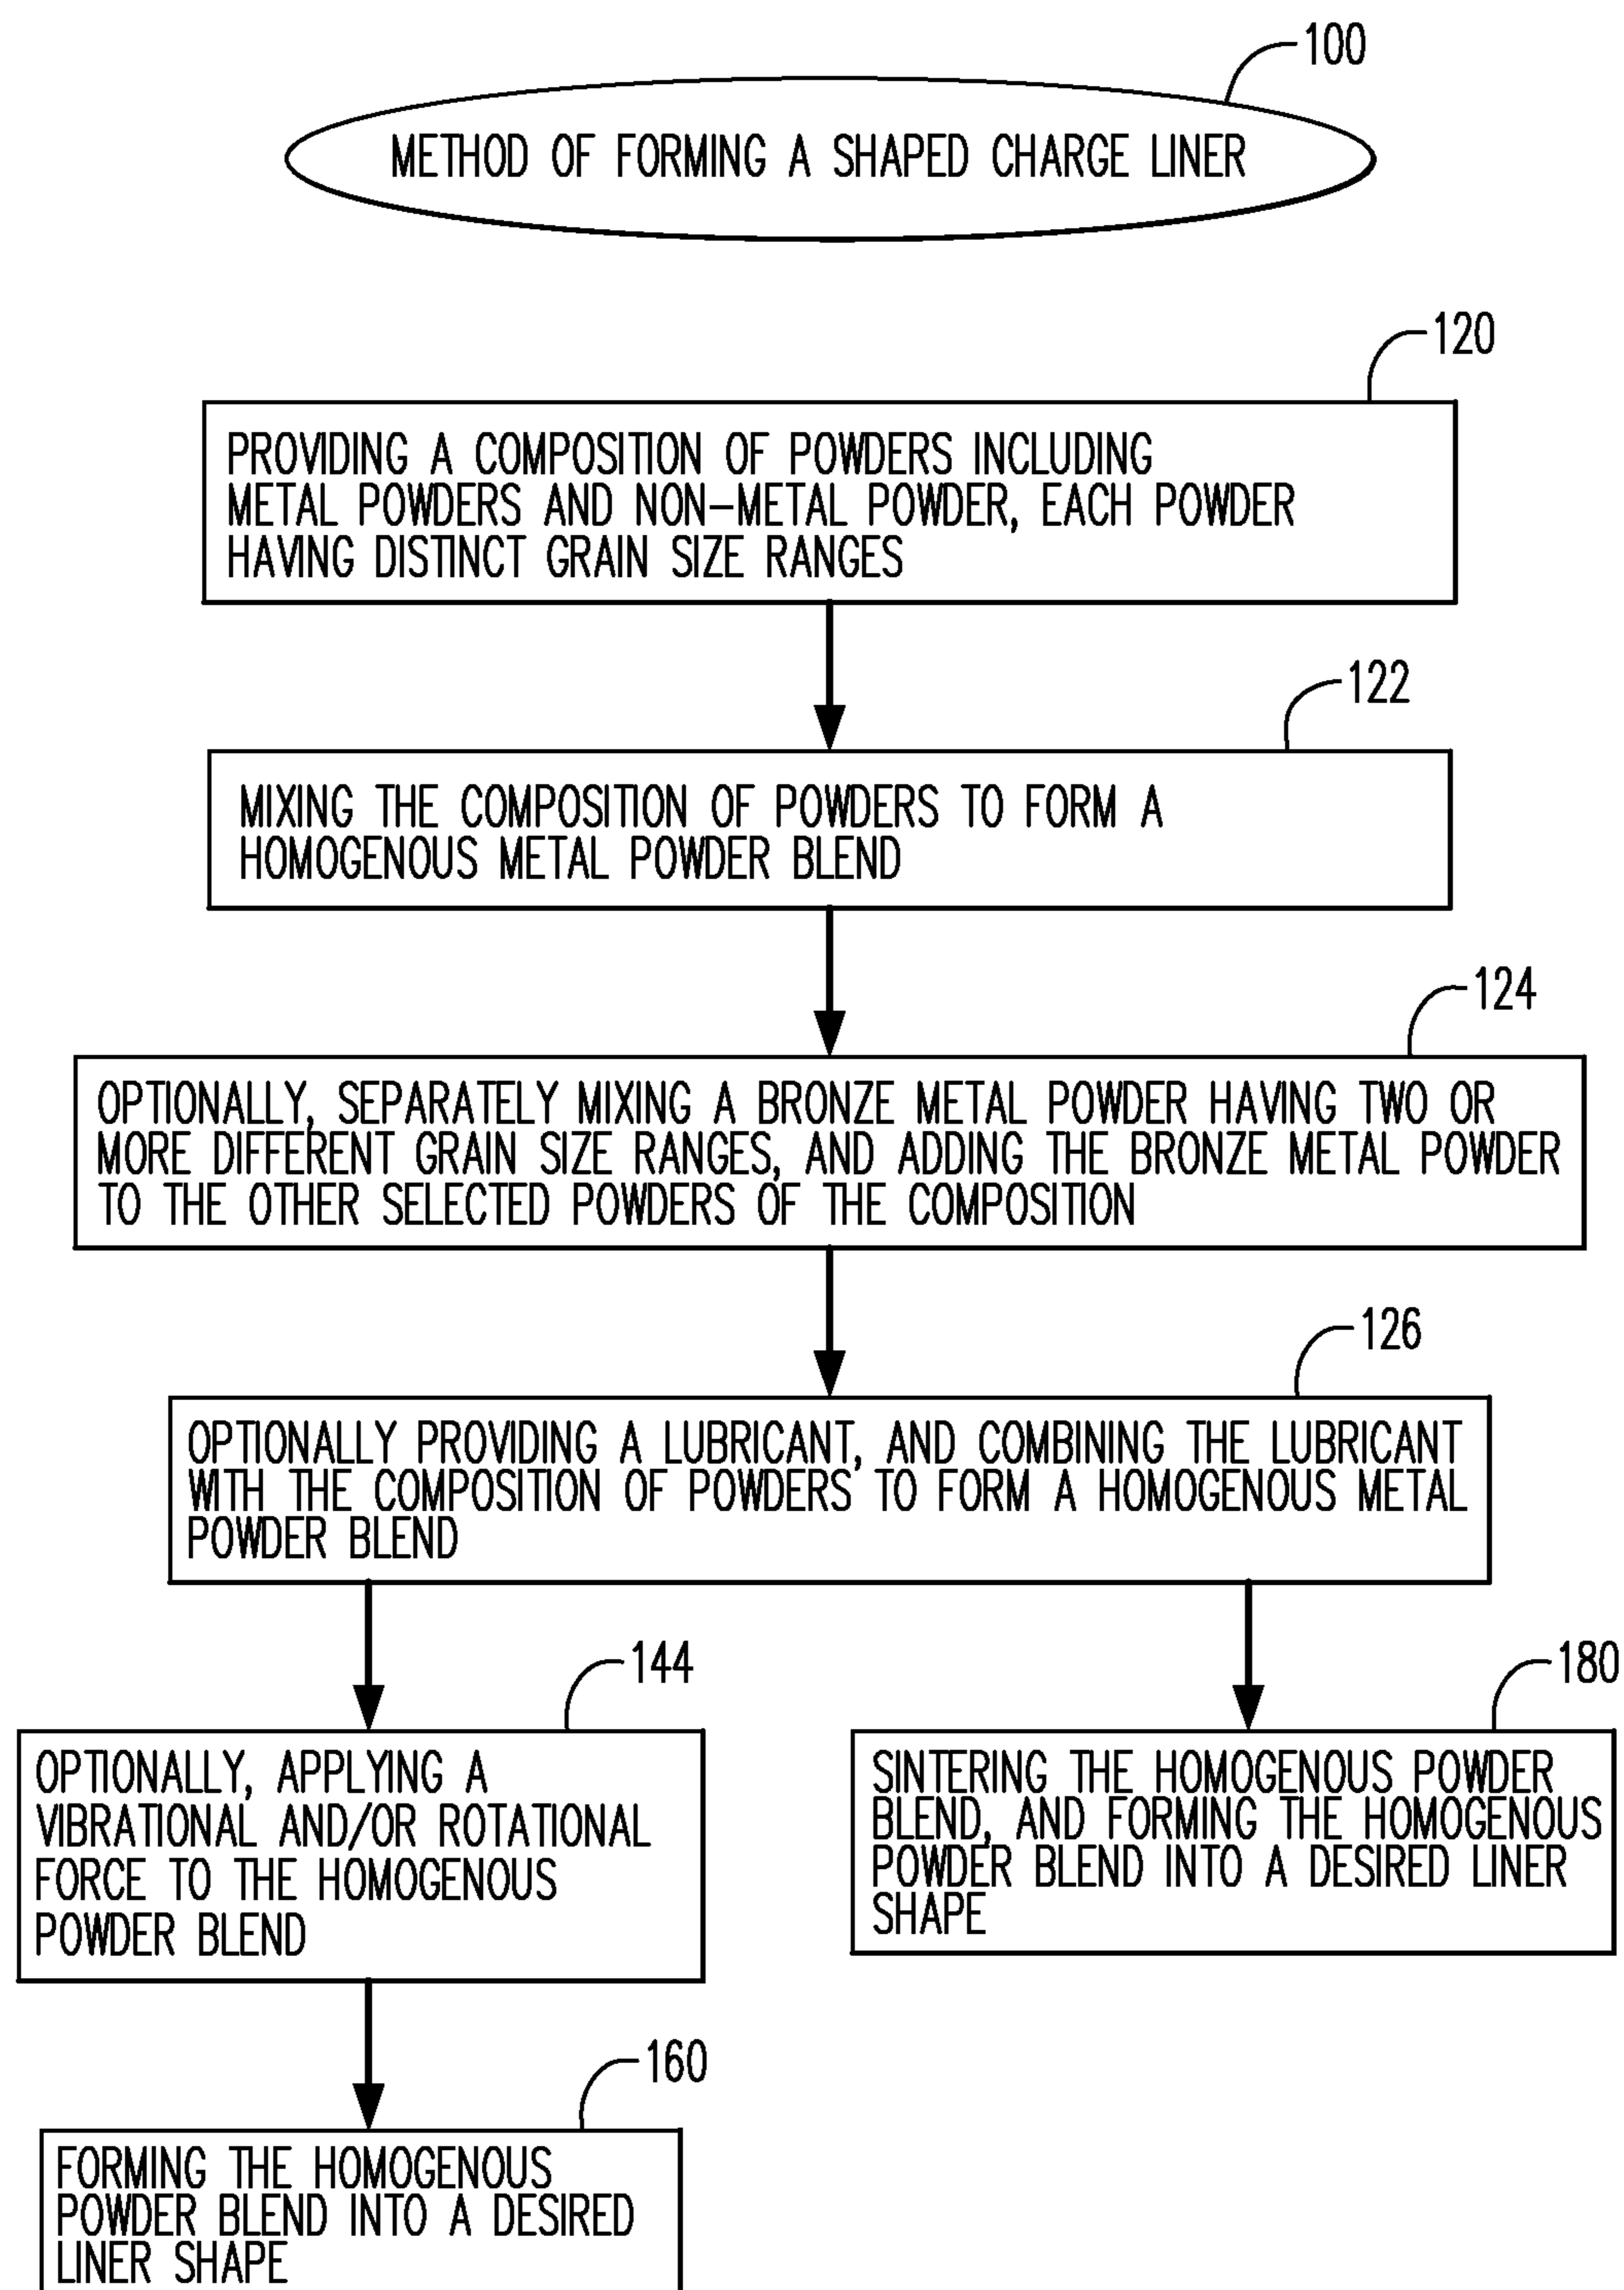 100
METHOD OF FORMING A SHAPED CHARGE LINER
120
PROVIDING A COMPOSITION OF POWDERS INCLUDING
METAL POWDERS AND NON-METAL POWDER, EACH POWDER
HAVING DISTINCT GRAIN SIZE RANGES
122
MIXING THE COMPOSITION OF POWDERS TO FORM A
HOMOGENOUS METAL POWDER BLEND
124
OPTIONALLY, SEPARATELY MIXING A BRONZE METAL POWDER HAVING TWO OR
MORE DIFFERENT GRAIN SIZE RANGES, AND ADDING THE BRONZE METAL POWDER
TO THE OTHER SELECTED POWDERS OF THE COMPOSITION
126
OPTIONALLY PROVIDING A LUBRICANT, AND COMBINING THE LUBRICANT
WITH THE COMPOSITION OF POWDERS TO FORM A HOMOGENOUS METAL
POWDER BLEND
144
OPTIONALLY, APPLYING A
VIBRATIONAL AND/OR ROTATIONAL
FORCE TO THE HOMOGENOUS
POWDER BLEND
180
SINTERING THE HOMOGENOUS POWDER
BLEND, AND FORMING THE HOMOGENOUS
POWDER BLEND INTO A DESIRED LINER
SHAPE
160
FORMING THE HOMOGENOUS
POWDER BLEND INTO A DESIRED
LINER SHAPE